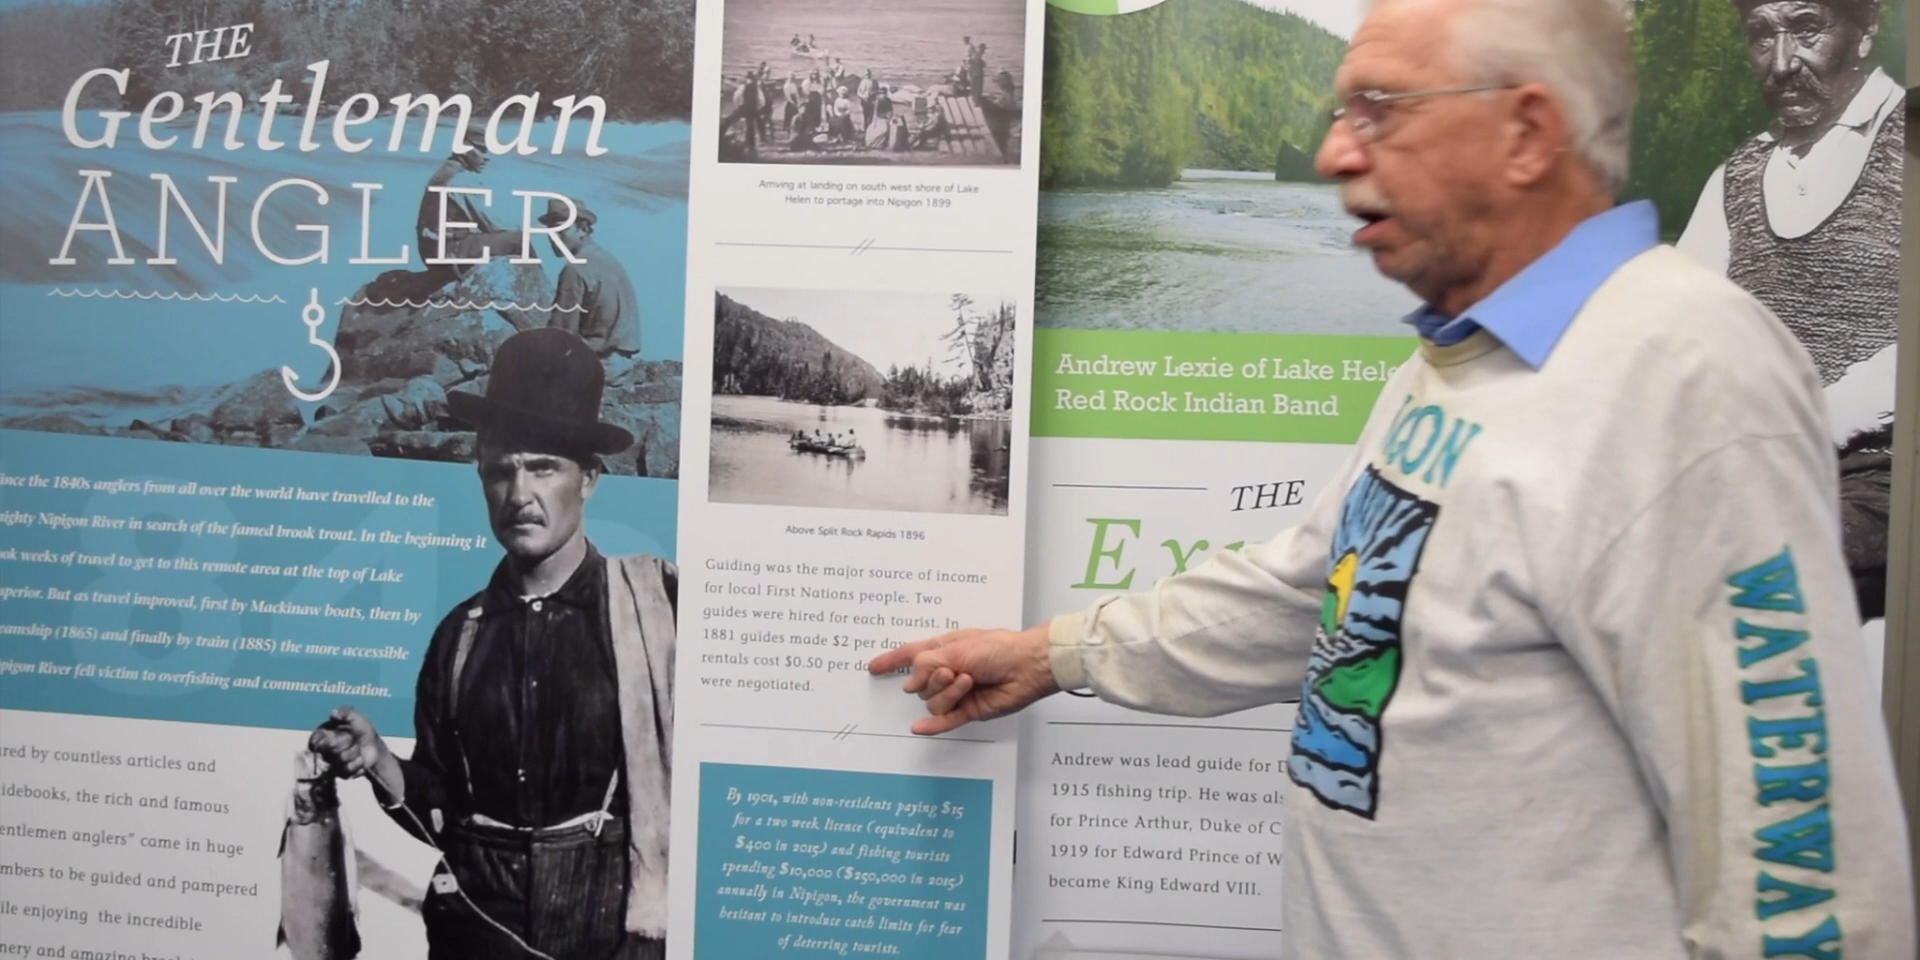 THE
Gentleman
ANGLER
ince the 1840s anglers from all over the world have travelled to the
ighty Nipigon River in search of the famed brook trout. In the beginning it
ok weeks of travel to get to this remote area at the top of Lake
uperior. But as travel improved, first by Mackinaw boats, then by
eamship (1865) and finally by train (1885) the more accessible
ipigon River fell victim to overfishing and commercialization.
red by countless articles and
idebooks, the rich and famous
entlemen anglers" came in huge
mbers to be guided and pampered
ile enjoying the incredible
nery and amazing
Arriving at landing on south west shore of Lake
Helen to portage into Nipigon 1899
Above Split Rock Rapids 1896
Guiding was the major source of income
for local First Nations people. Two
guides were hired for each tourist. In
1881 guides made $2 per day
rentals cost $0.50 per da
were negotiated.
By 1901, with non-residents paying $15
for a two week licence (equivalent to
$400 in 2015) and fishing tourists
spending $10,000 ($250,000 in 2015)
annually in Nipigon, the government was
hesitant to introduce catch limits for fear
of deterring tourists.
Andrew Lexie of Lake Hele
Red Rock Indian Band
THE
Ex
Andrew was lead guide for D
1915 fishing trip. He was als
for Prince Arthur, Duke of C
1919 for Edward Prince of W
became King Edward VIII.
IGON
WATERWAY